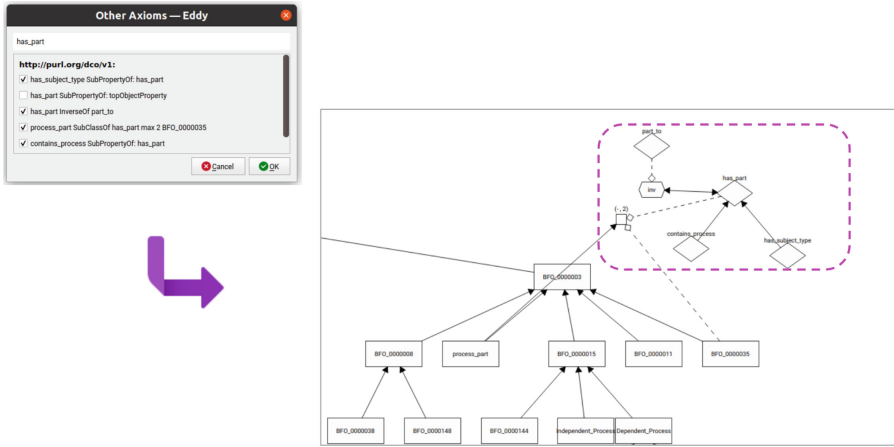 Other Axioms — Eddy
has_part
http://purl.org/dco/v1:
has_subject_type SubPropertyOf: has_part
has_part SubPropertyOf: topObjectProperty
has_part InverseOf part_to
process_part SubClassOf has_part max 2 BFO_0000035
contains_process SubPropertyOf: has_part
Cancel OK
part_to
has_part
inv
(-, 2)
contains_process
has_subject_type
BFO_0000003
BFO_0000008 process_part BFO_0000015 BFO_0000011 BFO_0000035
BFO_0000038 BFO_0000148 BFO_0000144 Independent_Process Dependent_Process